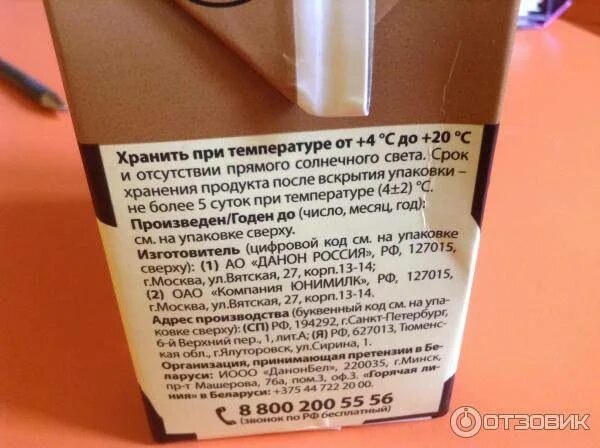 Хранить при температуре от +4 °С до +20 °С
и отсутствии прямого солнечного света. Срок
хранения продукта после вскрытия упаковки –
не более 5 суток при температуре (4±2) °С.
Произведен/Годен до (число, месяц, год):
см. на упаковке сверху.
Изготовитель (цифровой код см. на упаковке
сверху): (1) АО «ДАНОН РОССИЯ», РФ, 127015,
г.Москва, ул.Вятская, 27, корп.13-14;
(2) ОАО «Компания ЮНИМИЛК», РФ, 127015,
г.Москва, ул.Вятская, 27, корп.13-14.
Адрес производства (буквенный код см. на упа-
ковке сверху): (СП) РФ, 194292, г.Санкт-Петербург,
6-й Верхний пер., 1, лит.А; (Я) РФ, 627013, Тюменс-
кая обл., г.Ялуторовск, ул.Сирина, 1.
Организация, принимающая претензии в Бе-
ларуси: ИООО «ДанонБел», 220035, г.Минск,
пр-т Машерова, 76а, пом.3, оф.3. «Горячая ли-
ния» в Беларуси: +375 44 722 20 00.
8 800 200 55 56
(звонок по РФ бесплатный)
ОТЗОВИК